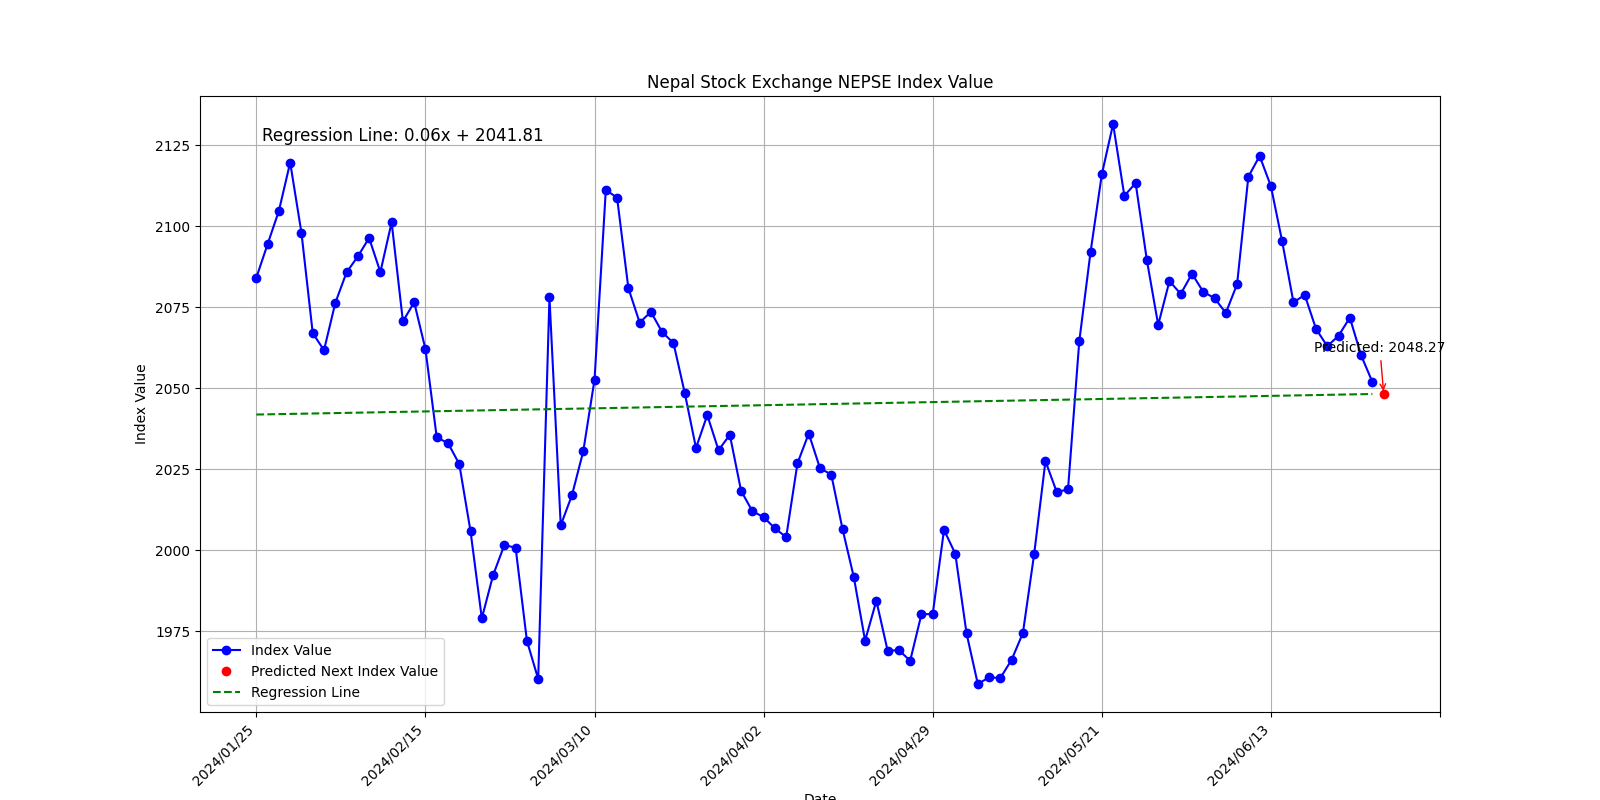 Nepal Stock Exchange NEPSE Index Value
Regression Line: 0.06x + 2041.81
2125
2100
2075
2050
2025
2000
1975
Index Value
Predicted: 2048.27
Index Value
Predicted Next Index Value
Regression Line
2024/01/25
2024/02/15
2024/03/10
2024/04/02
2024/04/29
2024/05/21
2024/06/13
Date